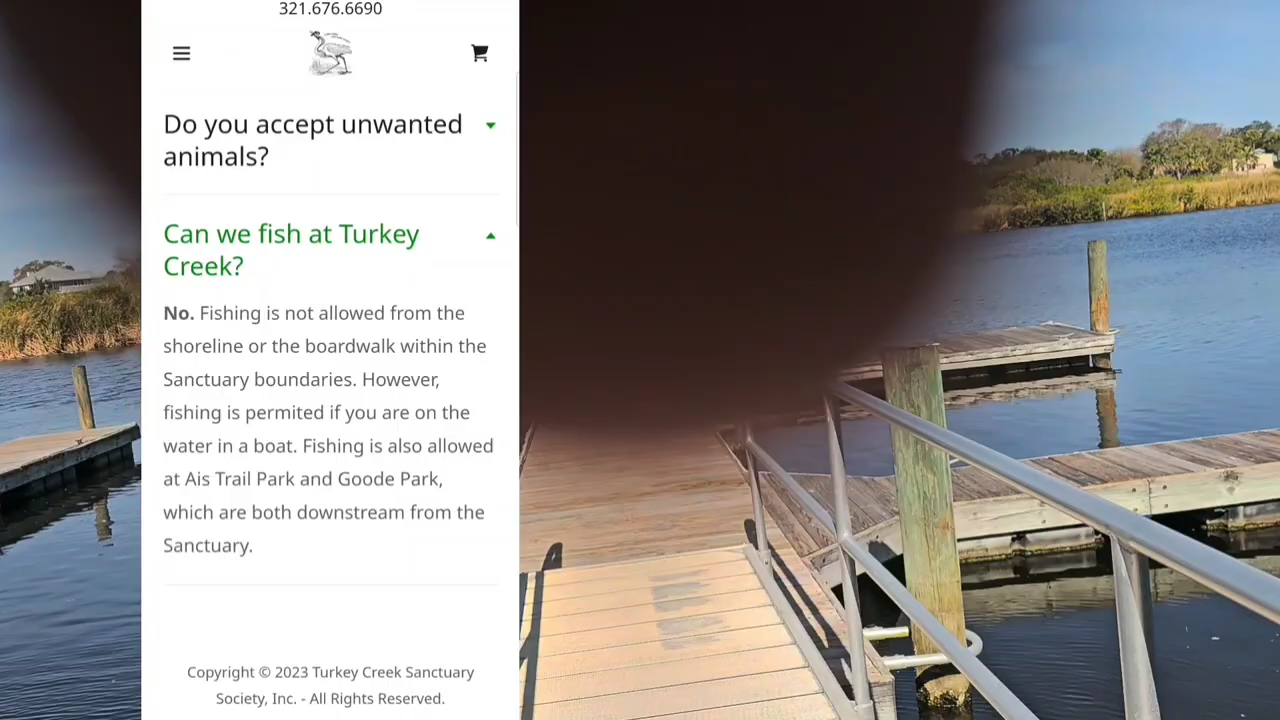 321.676.6690
Do you accept unwanted
animals?
Can we fish at Turkey
Creek?
No. Fishing is not allowed from the
shoreline or the boardwalk within the
Sanctuary boundaries. However,
fishing is permited if you are on the
water in a boat. Fishing is also allowed
at Ais Trail Park and Goode Park,
which are both downstream from the
Sanctuary.
Copyright © 2023 Turkey Creek Sanctuary
Society, Inc. - All Rights Reserved.